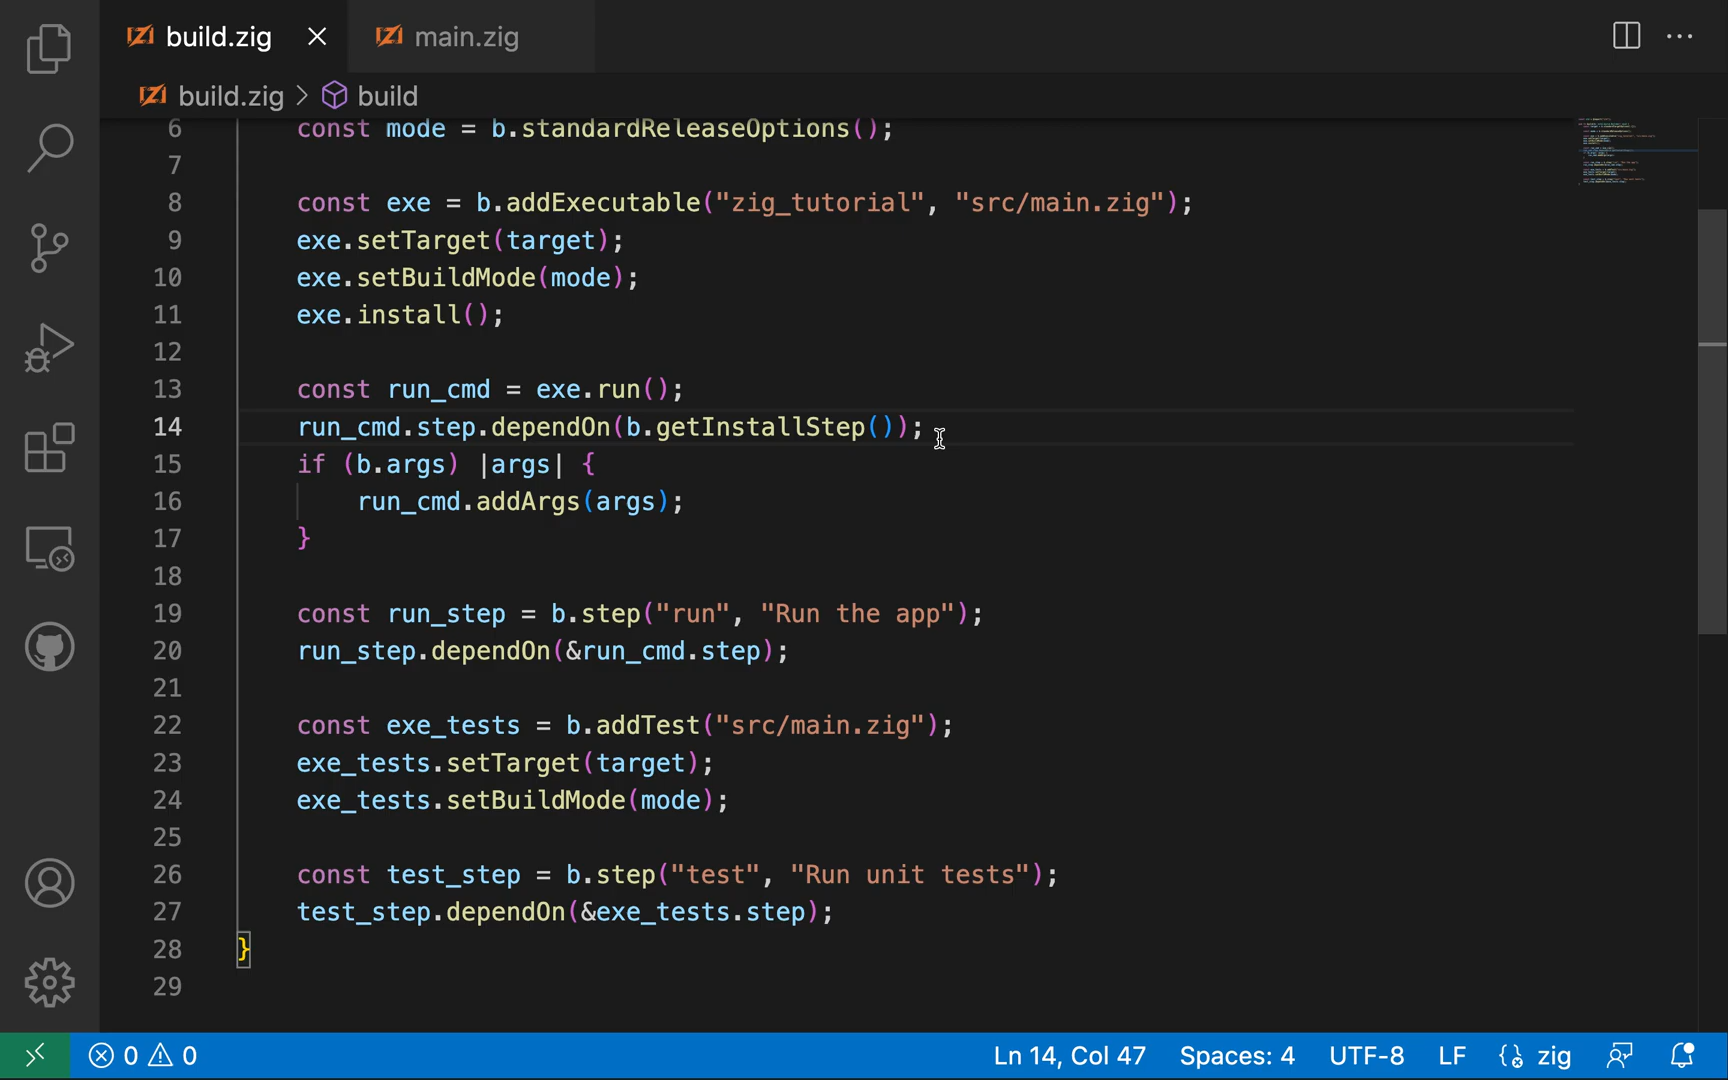 build.zig
main.zig
build.zig > build
6 const mode = b.standardReleaseOptions();
7
8 const exe = b.addExecutable("zig_tutorial", "src/main.zig");
9 exe.setTarget(target);
10 exe.setBuildMode(mode);
11 exe.install();
12
13 const run_cmd = exe.run();
14 run_cmd.step.dependOn(b.getInstallStep());
15 if (b.args) |args| {
16 run_cmd.addArgs(args);
17 }
18
19 const run_step = b.step("run", "Run the app");
20 run_step.dependOn(&run_cmd.step);
21
22 const exe_tests = b.addTest("src/main.zig");
23 exe_tests.setTarget(target);
24 exe_tests.setBuildMode(mode);
25
26 const test_step = b.step("test", "Run unit tests");
27 test_step.dependOn(&exe_tests.step);
28 }
29
0 0 Ln 14, Col 47 Spaces: 4 UTF-8 LF zig